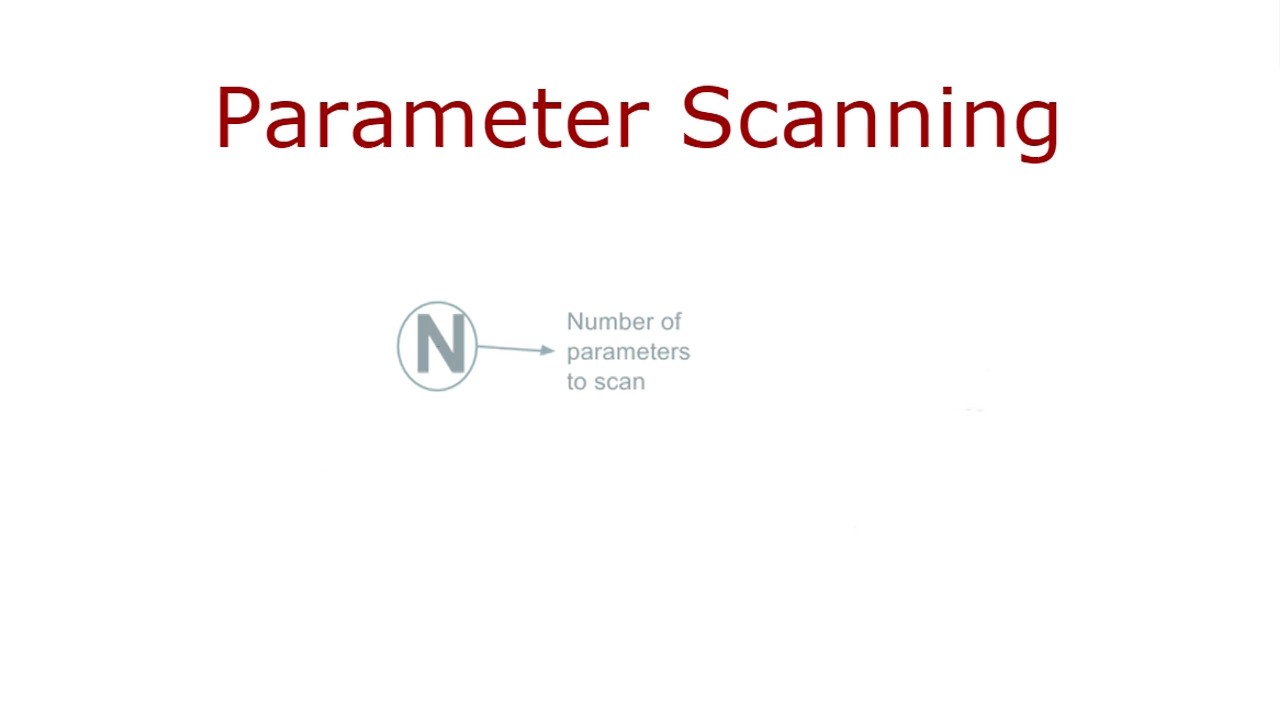 Parameter Scanning
N
Number of
parameters
to scan